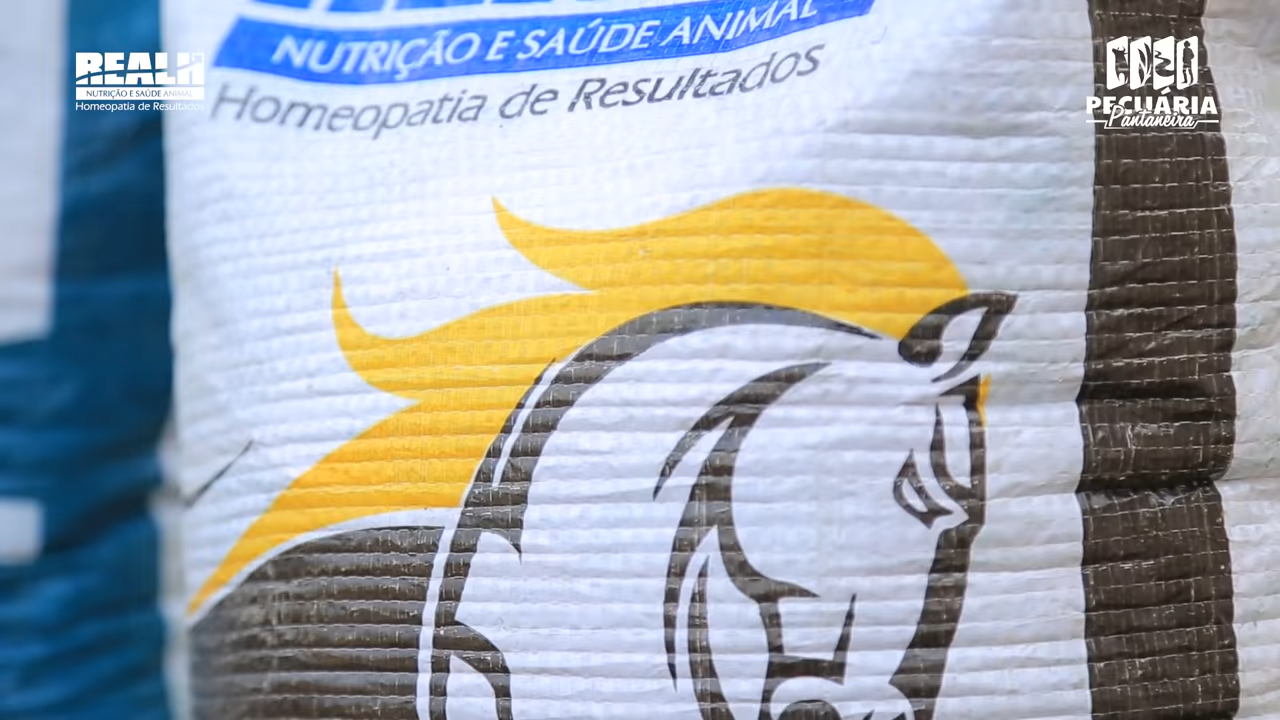 NUTRIÇÃO E SAÚDE ANIMAL
Homeopatia de Resultados
REALH
NUTRIÇÃO E SAÚDE ANIMAL
Homeopatia de Resultados
PECUÁRIA
Pantaneira